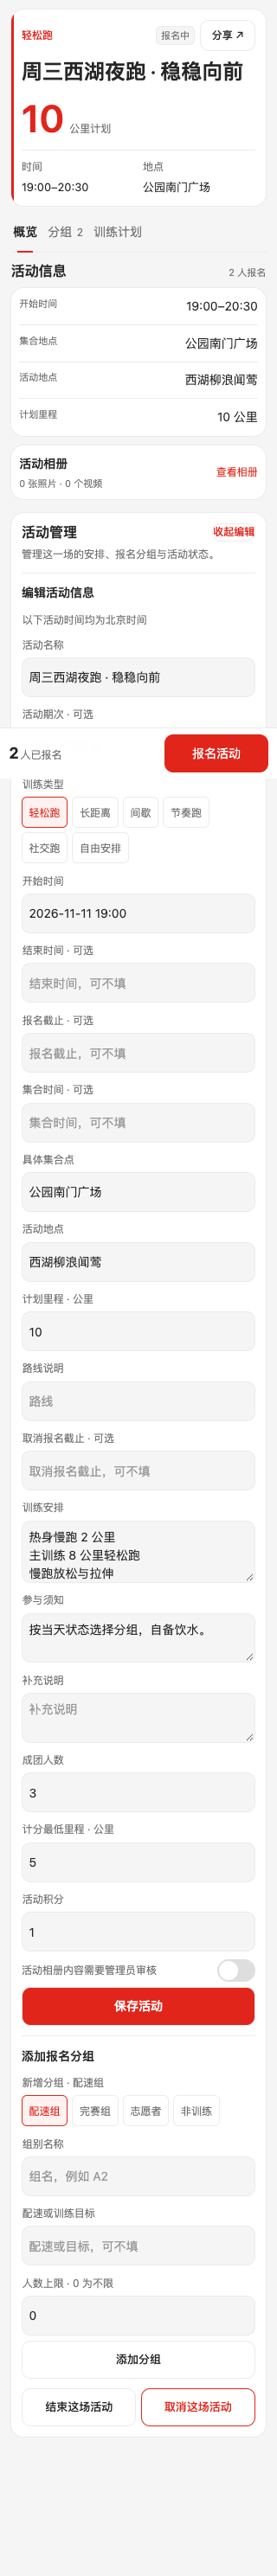 轻松跑
报名中
分享 ↗
周三西湖夜跑 · 稳稳向前
10 公里计划
时间
地点
19:00–20:30
公园南门广场
概览 分组 2 训练计划
活动信息
2 人报名
开始时间
19:00–20:30
集合地点
公园南门广场
活动地点
西湖柳浪闻莺
计划里程
10 公里
活动相册
0 张照片 · 0 个视频
查看相册
活动管理
收起编辑
管理这一场的安排、报名分组与活动状态。
编辑活动信息
以下活动时间均为北京时间
活动名称
周三西湖夜跑 · 稳稳向前
活动期次 · 可选
2 人已报名
报名活动
训练类型
轻松跑 长距离 间歇 节奏跑
社交跑 自由安排
开始时间
2026-11-11 19:00
结束时间 · 可选
结束时间，可不填
报名截止 · 可选
报名截止，可不填
集合时间 · 可选
集合时间，可不填
具体集合点
公园南门广场
活动地点
西湖柳浪闻莺
计划里程 · 公里
10
路线说明
路线
取消报名截止 · 可选
取消报名截止，可不填
训练安排
热身慢跑 2 公里
主训练 8 公里轻松跑
慢跑放松与拉伸
参与须知
按当天状态选择分组，自备饮水。
补充说明
补充说明
成团人数
3
计分最低里程 · 公里
5
活动积分
1
活动相册内容需要管理员审核
保存活动
添加报名分组
新增分组 · 配速组
配速组 完赛组 志愿者 非训练
组别名称
组名，例如 A2
配速或训练目标
配速或目标，可不填
人数上限 · 0 为不限
0
添加分组
结束这场活动
取消这场活动